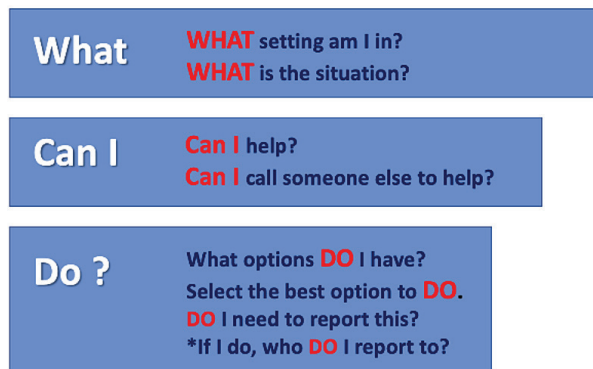 What
WHAT setting am I in?
WHAT is the situation?
Can I
Can I help?
Can I call someone else to help?
Do ?
What options DO I have?
Select the best option to DO.
DO I need to report this?
*If I do, who DO I report to?